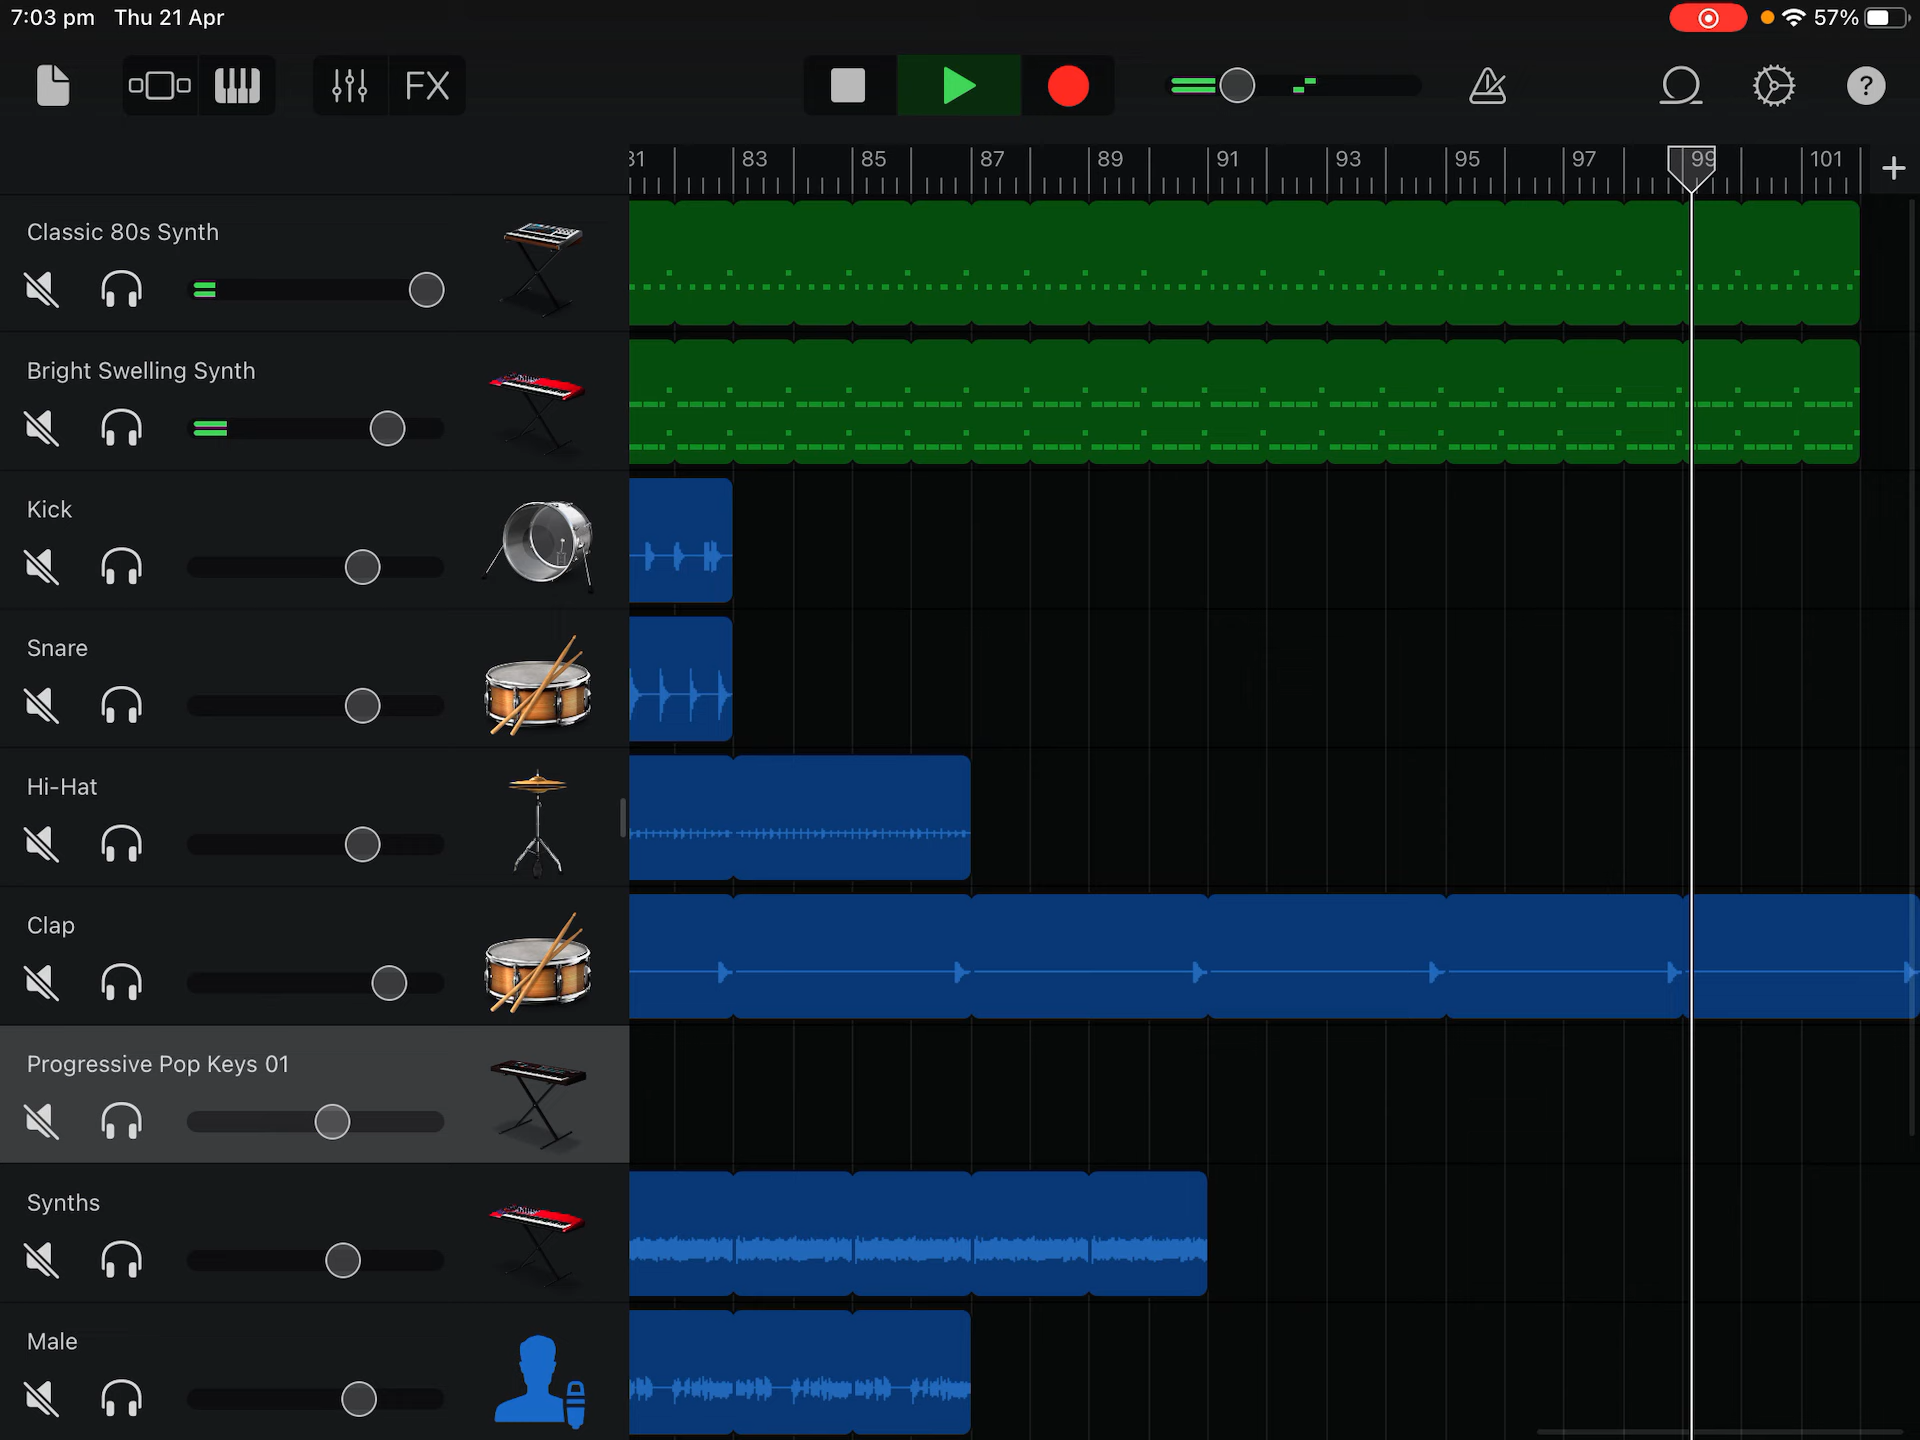 7:03 pm Thu 21 Apr
57%
FX
?
81 83 85 87 89 91 93 95 97 99 101
+
Classic 80s Synth
Bright Swelling Synth
Kick
Snare
Hi-Hat
Clap
Progressive Pop Keys 01
Synths
Male